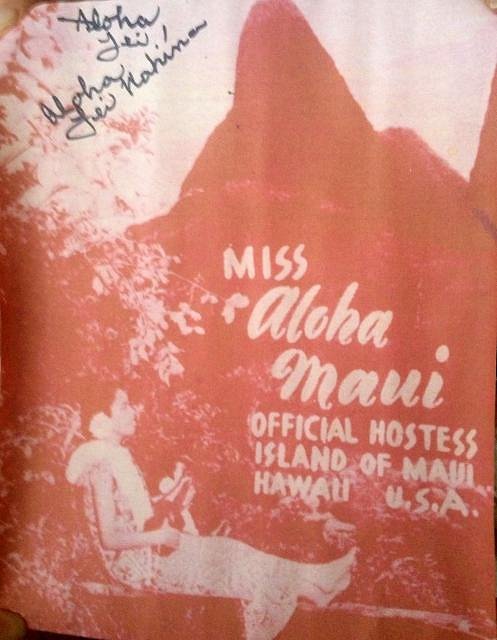 Aloha
Lei!
Aloha
Lei Kahina
MISS
Aloha
Maui
OFFICIAL HOSTESS
ISLAND OF MAUI
HAWAII U.S.A.